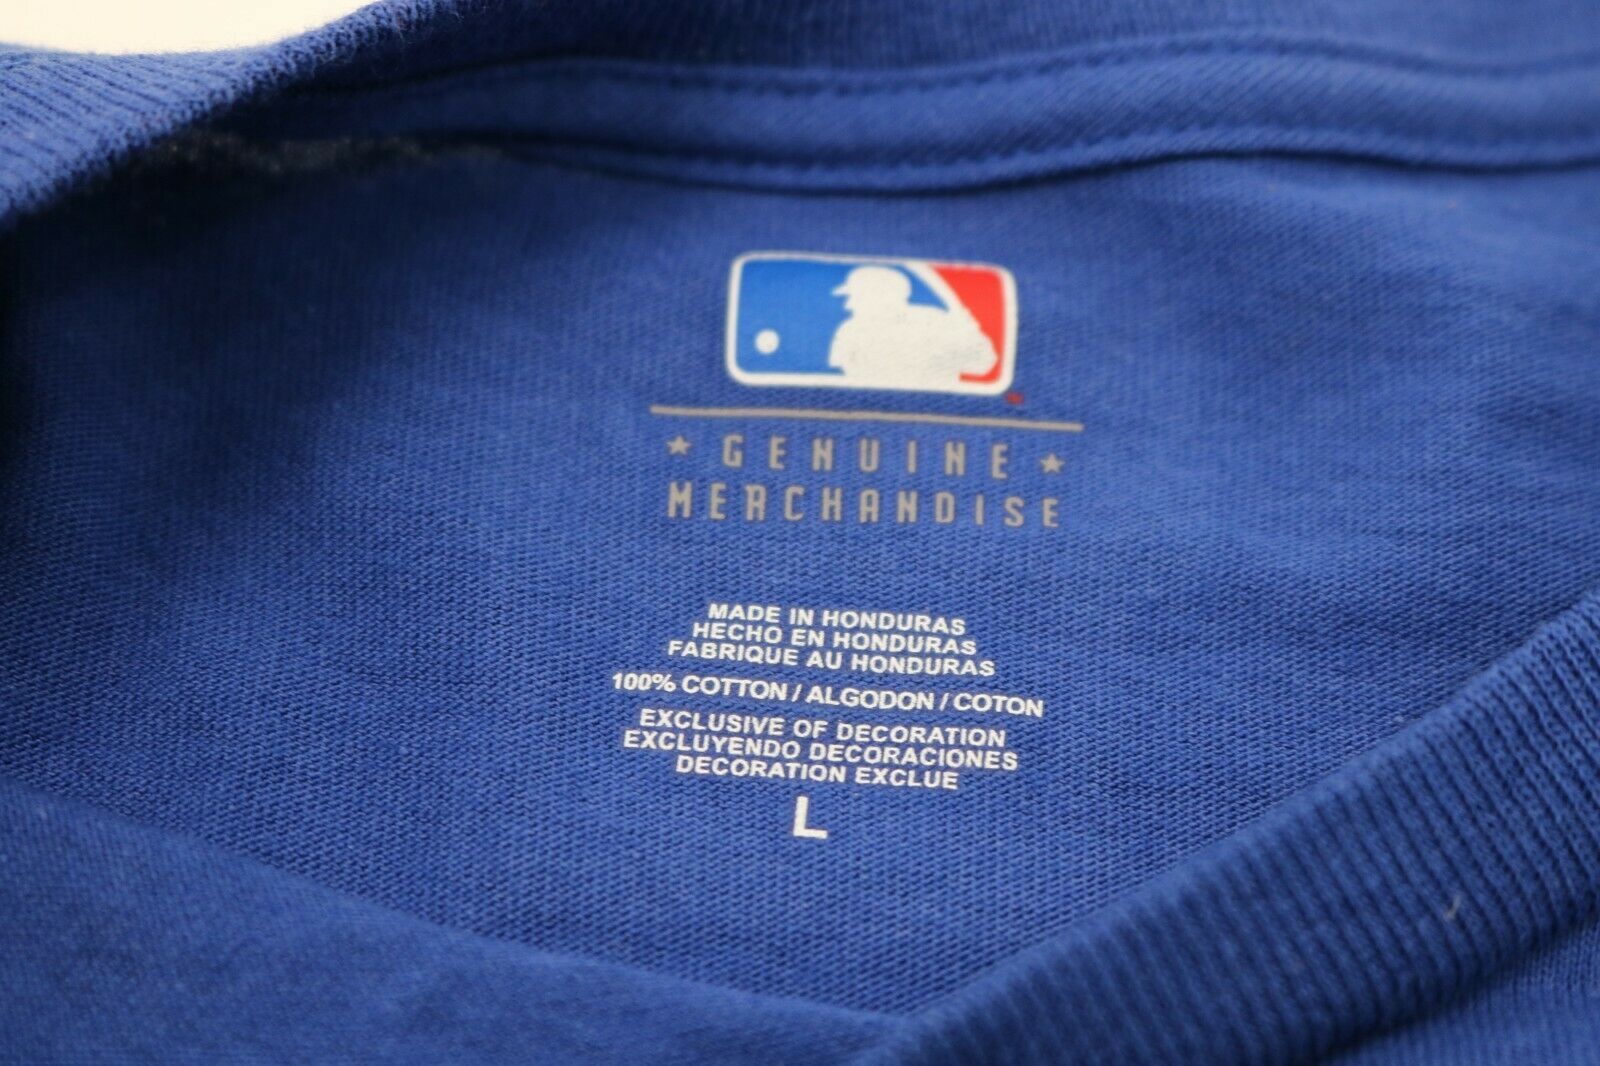 ★ GENUINE ★
MERCHANDISE
MADE IN HONDURAS
HECHO EN HONDURAS
FABRIQUE AU HONDURAS
100% COTTON / ALGODON / COTON
EXCLUSIVE OF DECORATION
EXCLUYENDO DECORACIONES
DECORATION EXCLUE
L